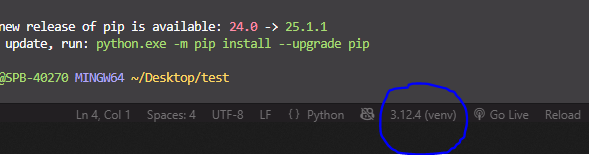 new release of pip is available: 24.0 -> 25.1.1
update, run: python.exe -m pip install --upgrade pip
@SPB-40270 MINGW64 ~/Desktop/test
Ln 4, Col 1 Spaces: 4 UTF-8 LF { } Python 3.12.4 (venv) Go Live Reload